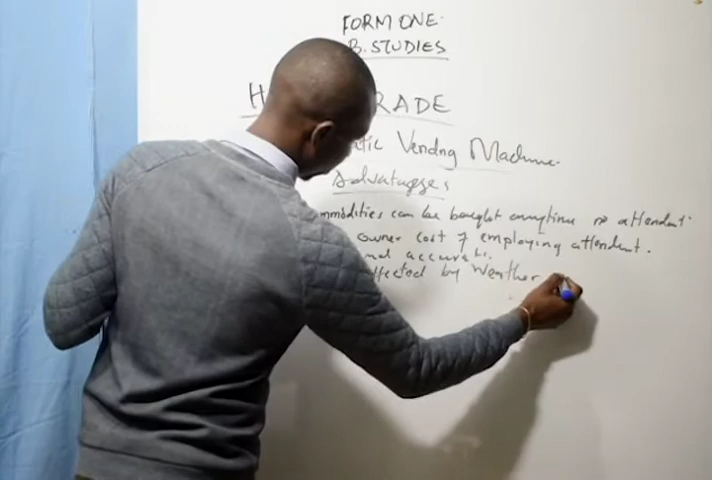 FORM ONE.
B. STUDIES
H RADE
tic Vending Machine.
Advantages
mmodities can be bought anytime no attendant.
owner cost of employing attendant.
and accurate.
ffected by Weather